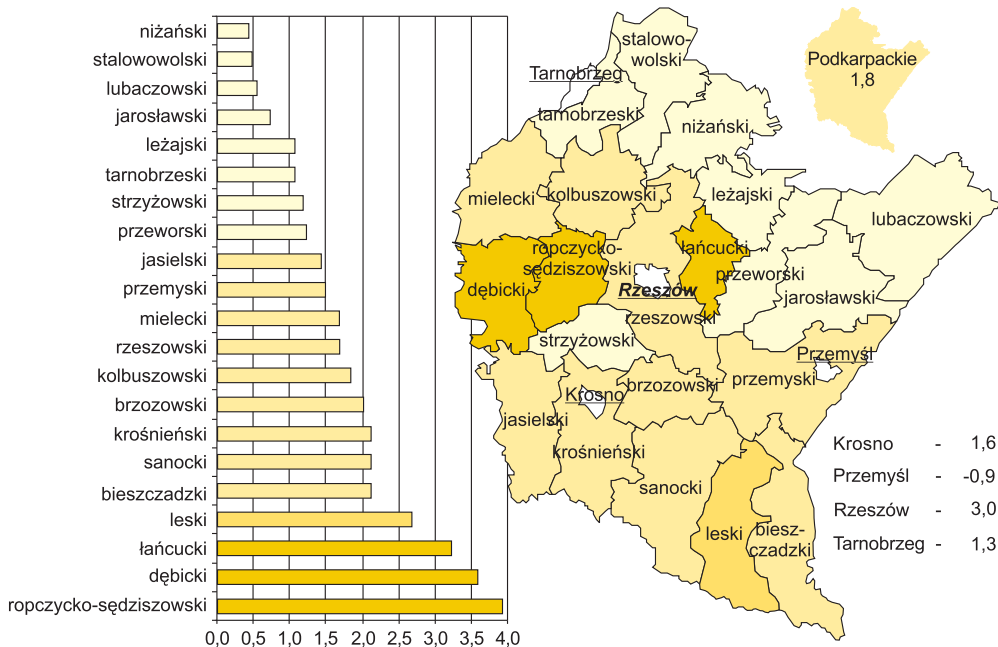 niżański
stalowowolski
lubaczowski
jarosławski
leżajski
tarnobrzeski
strzyżowski
przeworski
jasielski
przemyski
mielecki
rzeszowski
kolbuszowski
brzozowski
krośnieński
sanocki
bieszczadzki
leski
łańcucki
dębicki
ropczycko-sędziszowski
0,0 0,5 1,0 1,5 2,0 2,5 3,0 3,5 4,0
stalowo-
wolski
Tarnobrzeg
tarnobrzeski
niżański
mielecki
kolbuszowski
leżajski
lubaczowski
ropczycko-
sędziszowski
łańcucki
dębicki
przeworski
jarosławski
Rzeszów
rzeszowski
strzyżowski
Przemyśl
przemyski
brzozowski
Krosno
jasielski
krośnieński
sanocki
leski
biesz-
czadzki
Podkarpackie
1,8
Krosno - 1,6
Przemyśl - -0,9
Rzeszów - 3,0
Tarnobrzeg - 1,3